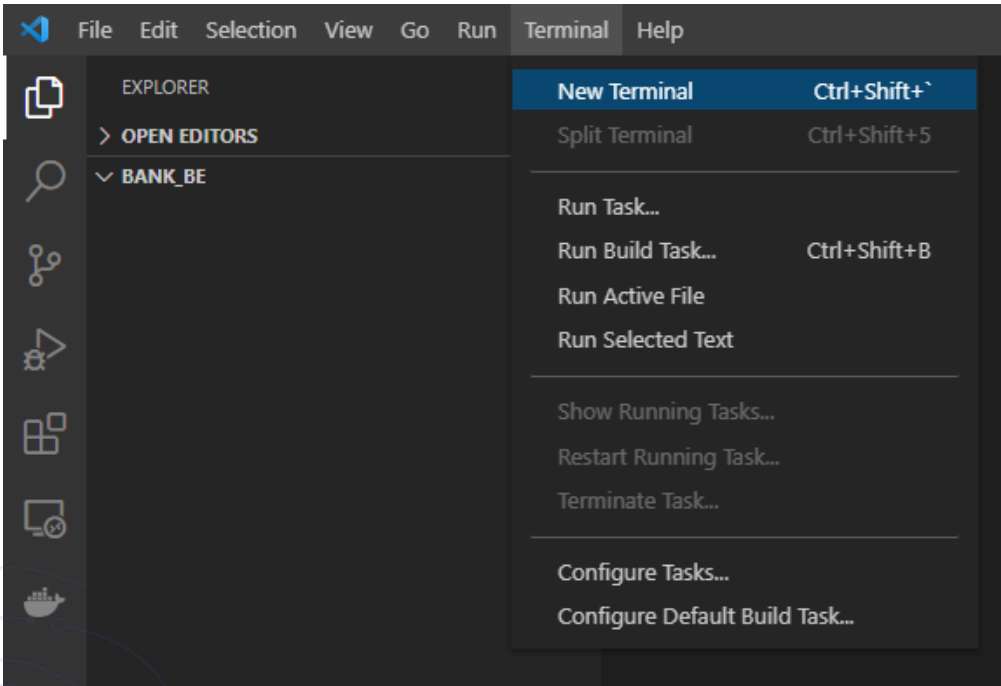 File Edit Selection View Go Run Terminal Help
EXPLORER
OPEN EDITORS
BANK_BE
New Terminal Ctrl+Shift+`
Split Terminal Ctrl+Shift+5
Run Task...
Run Build Task... Ctrl+Shift+B
Run Active File
Run Selected Text
Show Running Tasks...
Restart Running Task...
Terminate Task...
Configure Tasks...
Configure Default Build Task...